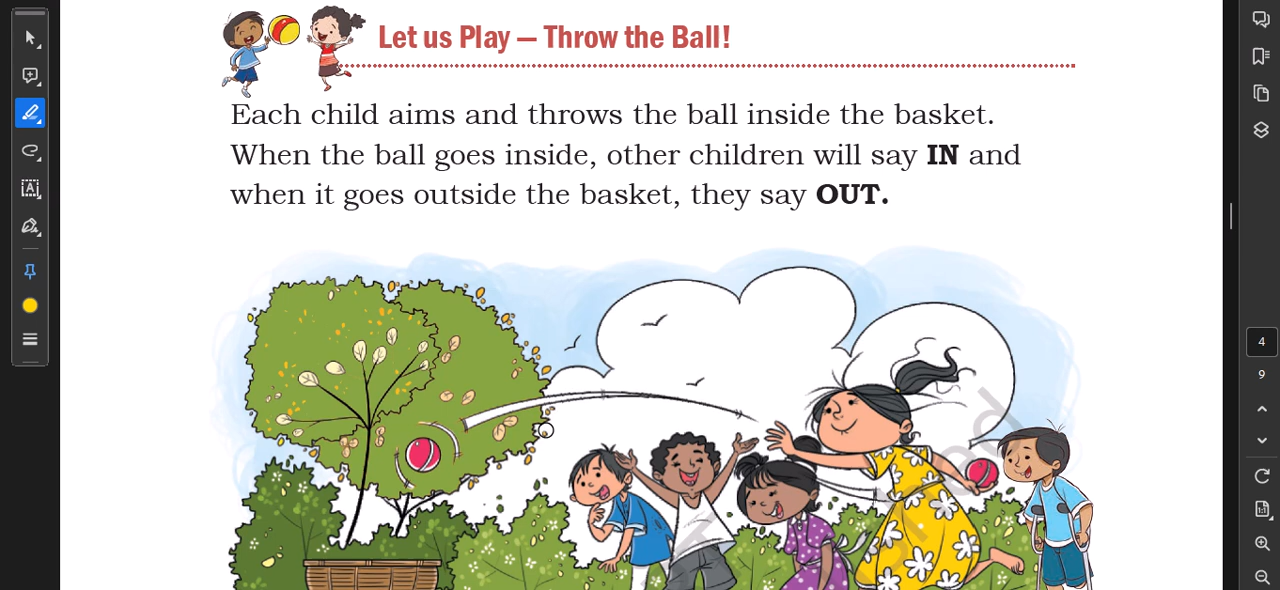 Let us Play — Throw the Ball!
Each child aims and throws the ball inside the basket.
When the ball goes inside, other children will say IN and
when it goes outside the basket, they say OUT.
4
9